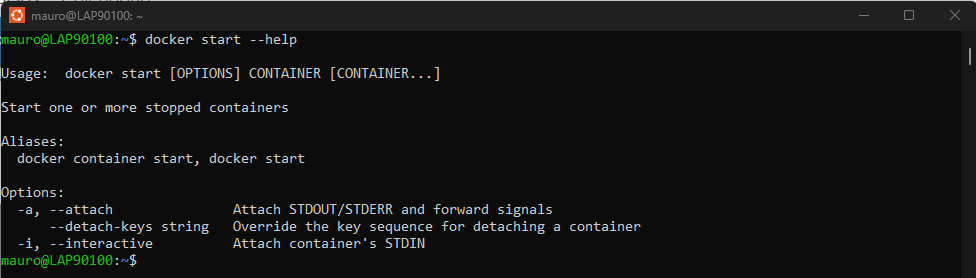 mauro@LAP90100: ~
mauro@LAP90100:~$ docker start --help
Usage:  docker start [OPTIONS] CONTAINER [CONTAINER...]
Start one or more stopped containers
Aliases:
  docker container start, docker start
Options:
  -a, --attach               Attach STDOUT/STDERR and forward signals
      --detach-keys string   Override the key sequence for detaching a container
  -i, --interactive          Attach container's STDIN
mauro@LAP90100:~$